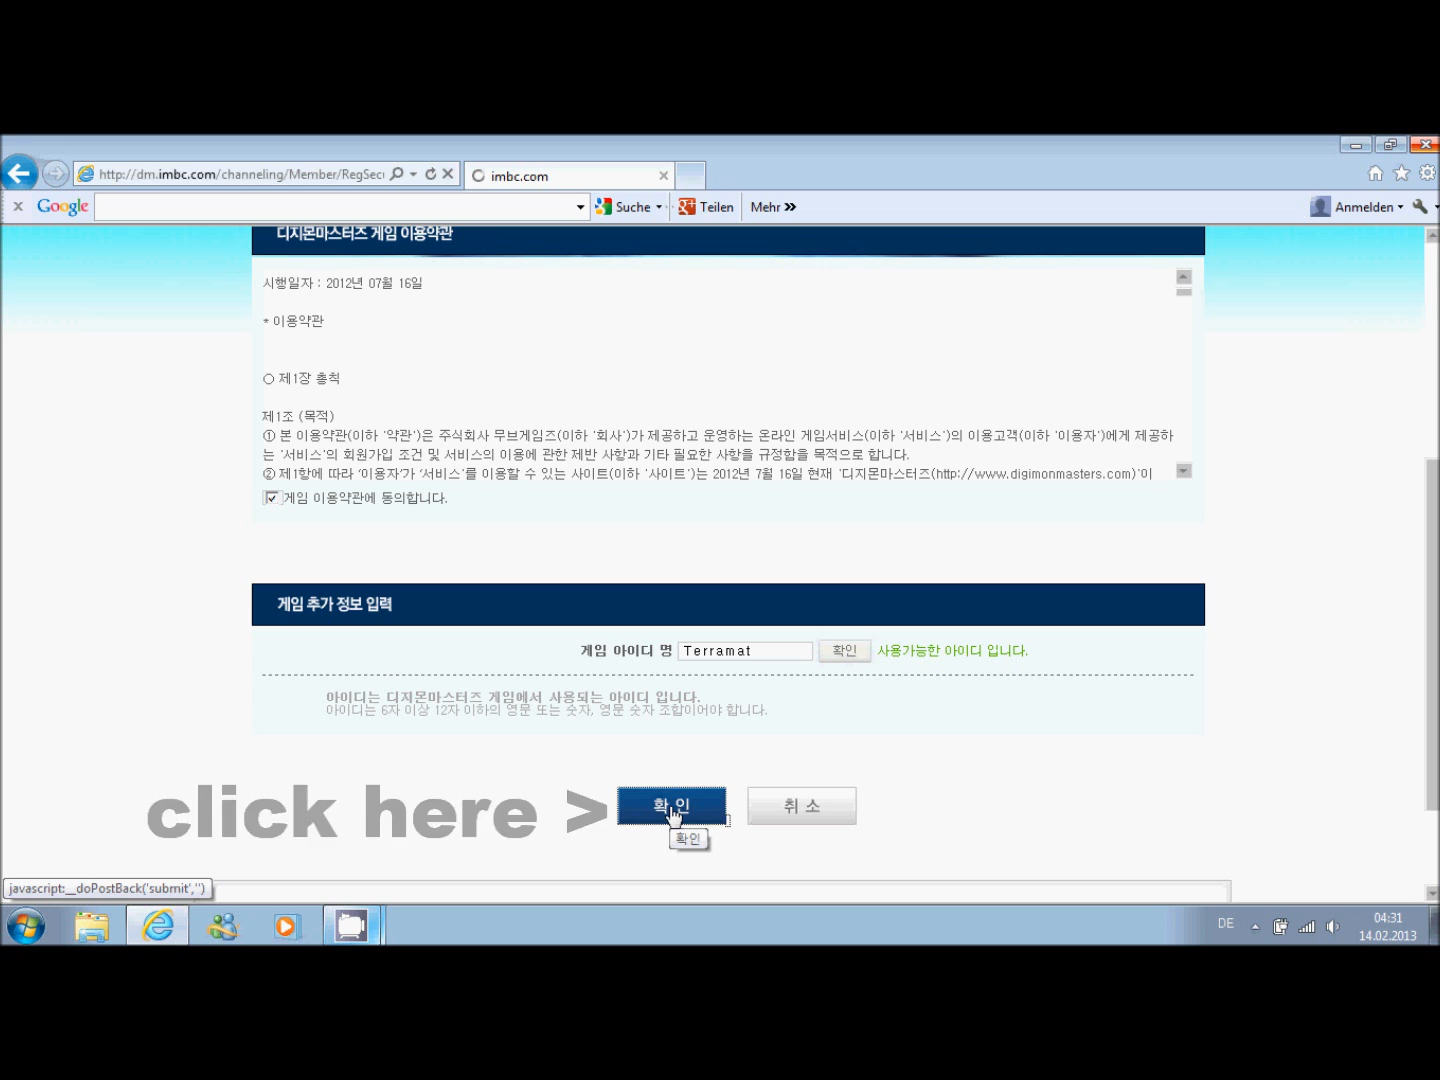 http://dm.imbc.com/channeling/Member/RegSec
imbc.com
Google
Suche
Teilen
Mehr
Anmelden
디지몬마스터즈 게임 이용약관
시행일자 : 2012년 07월 16일
* 이용약관
○ 제1장 총칙
제1조 (목적)
① 본 이용약관(이하 '약관')은 주식회사 무브게임즈(이하 '회사')가 제공하고 운영하는 온라인 게임서비스(이하 '서비스')의 이용고객(이하 '이용자')에게 제공하
는 '서비스'의 회원가입 조건 및 서비스의 이용에 관한 제반 사항과 기타 필요한 사항을 규정함을 목적으로 합니다.
② 제1항에 따라 '이용자'가 '서비스'를 이용할 수 있는 사이트(이하 '사이트')는 2012년 7월 16일 현재 '디지몬마스터즈(http://www.digimonmasters.com)'이
게임 이용약관에 동의합니다.
게임 추가 정보 입력
게임 아이디 명 Terramat 확인 사용가능한 아이디 입니다.
아이디는 디지몬마스터즈 게임에서 사용되는 아이디 입니다.
아이디는 6자 이상 12자 이하의 영문 또는 숫자, 영문 숫자 조합이어야 합니다.
click here > 확인 취소
확인
javascript:__doPostBack('submit','')
DE
04:31
14.02.2013